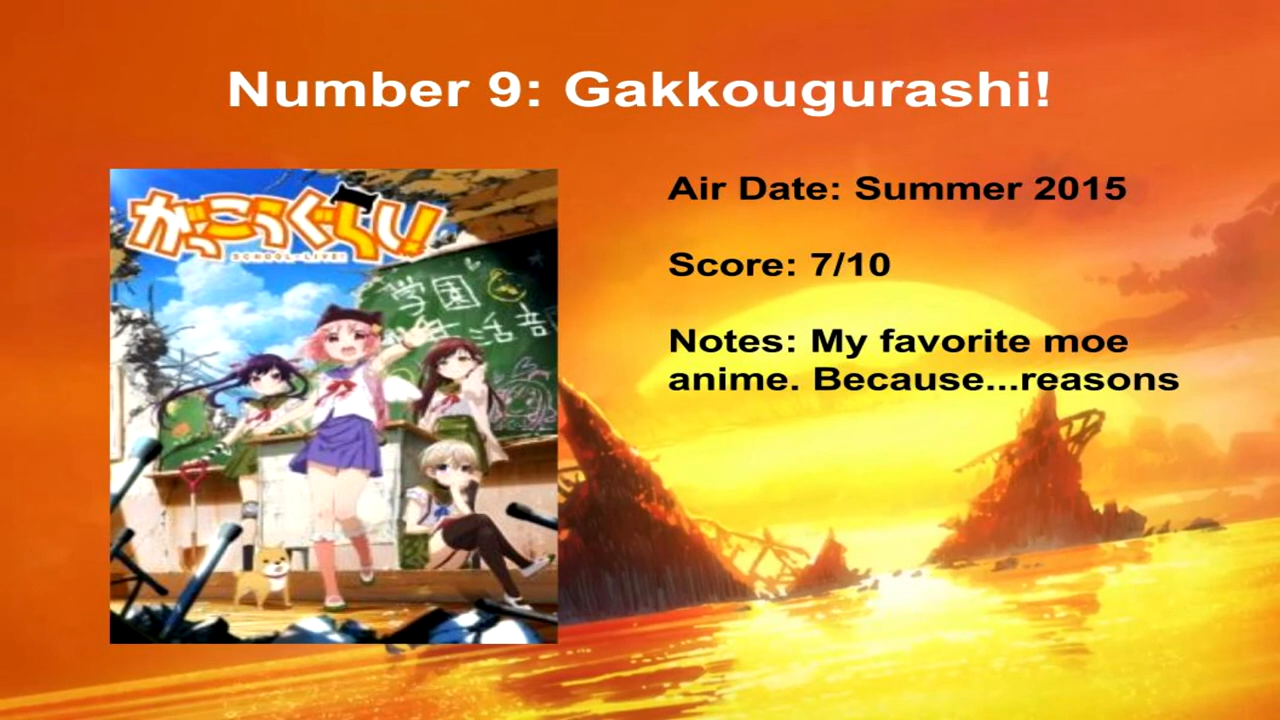 Number 9: Gakkougurashi!
Air Date: Summer 2015
がっこうぐらし!
SCHOOL-LIVE!
Score: 7/10
学園
生活部
Notes: My favorite moe
anime. Because...reasons